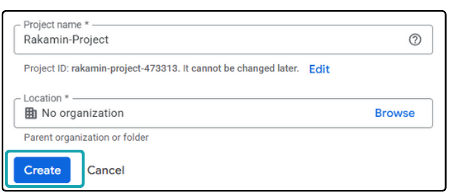 Project name *
Rakamin-Project
Project ID: rakamin-project-473313. It cannot be changed later. Edit
Location *
No organization Browse
Parent organization or folder
Create Cancel